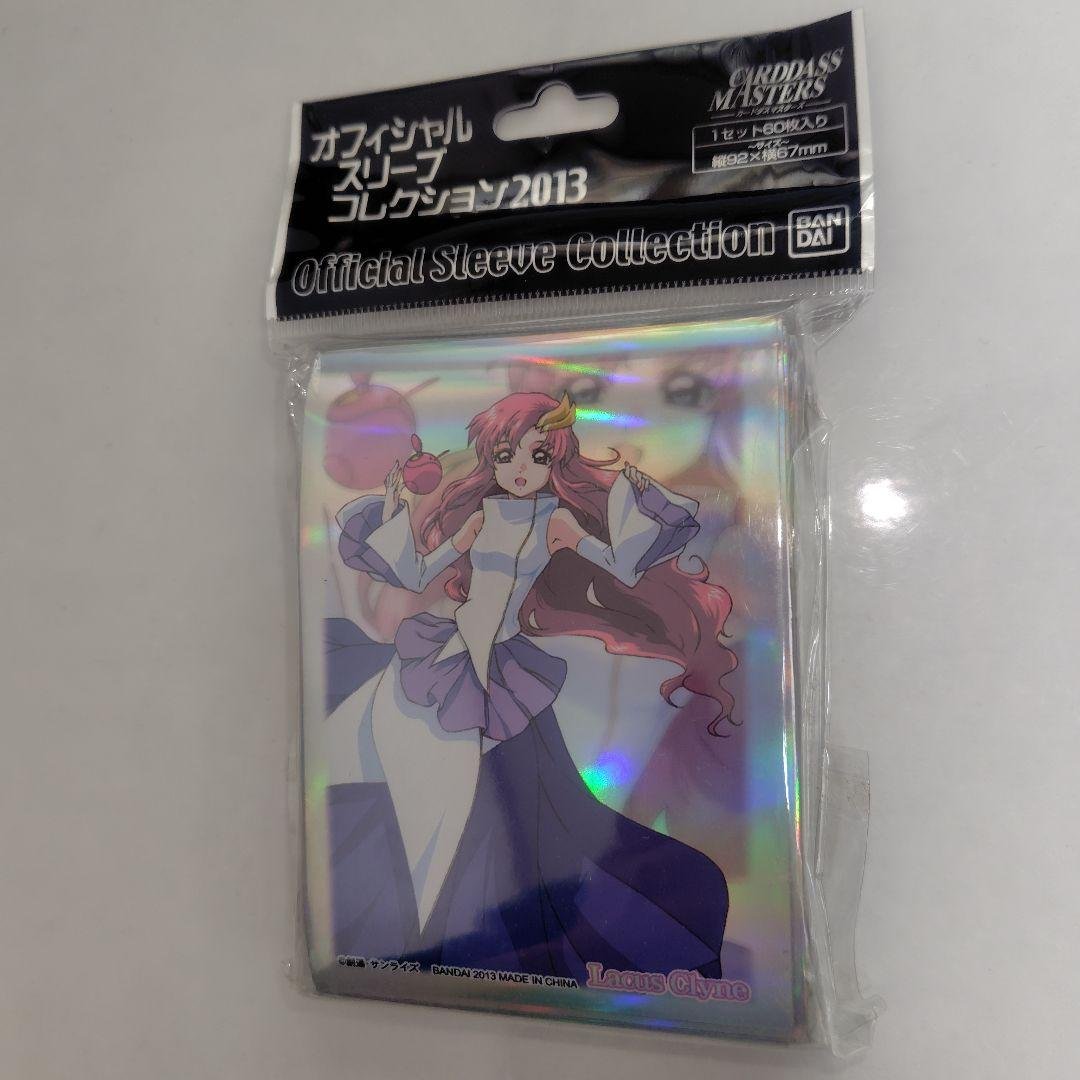 オフィシャル
スリーブ
コレクション2013
Official Sleeve Collection
CARDDASS
MASTERS
カードダスマスターズ
1セット60枚入り
～サイズ～
縦92×横67mm
BAN
DAI
©創通・サンライズ BANDAI 2013 MADE IN CHINA
Lacus Clyne